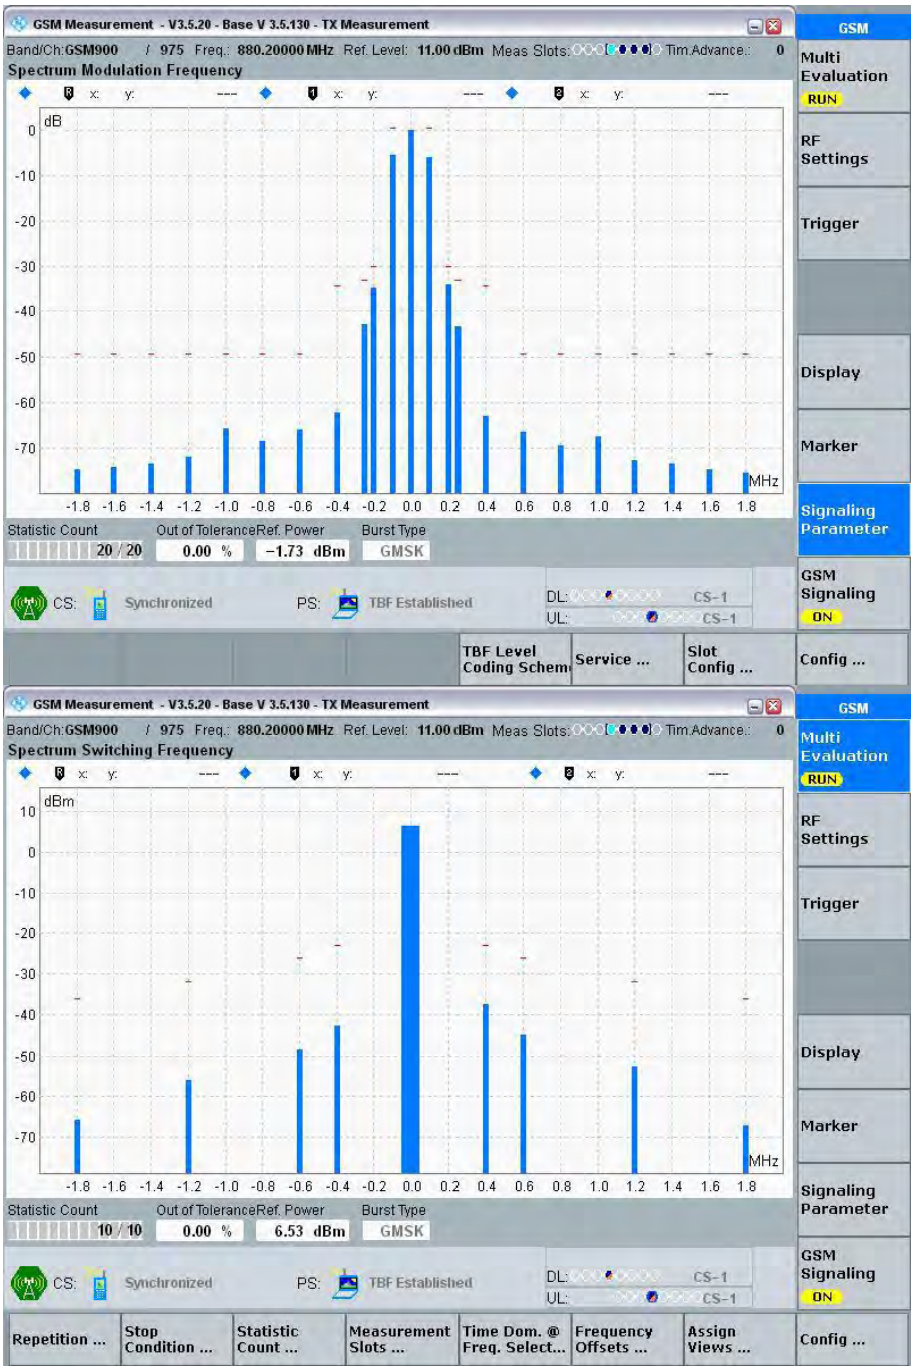 GSM Measurement - V3.5.20 - Base V 3.5.130 - TX Measurement
GSM
Band/Ch:GSM900 / 975 Freq.: 880.20000 MHz Ref. Level: 11.00 dBm Meas Slots: Tim.Advance.: 0
Spectrum Modulation Frequency
R x: y: --- 1 x: y: --- 2 x: y: ---
dB
0
-10
-20
-30
-40
-50
-60
-70
MHz
-1.8 -1.6 -1.4 -1.2 -1.0 -0.8 -0.6 -0.4 -0.2 0.0 0.2 0.4 0.6 0.8 1.0 1.2 1.4 1.6 1.8
Statistic Count Out of Tolerance Ref. Power Burst Type
20 / 20 0.00 % -1.73 dBm GMSK
CS: Synchronized PS: TBF Established DL: CS-1
UL: CS-1
Multi
Evaluation
RUN
RF
Settings
Trigger
Display
Marker
Signaling
Parameter
GSM
Signaling
ON
TBF Level
Coding Schem
Service ...
Slot
Config ...
Config ...
GSM Measurement - V3.5.20 - Base V 3.5.130 - TX Measurement
GSM
Band/Ch:GSM900 / 975 Freq.: 880.20000 MHz Ref. Level: 11.00 dBm Meas Slots: Tim.Advance.: 0
Spectrum Switching Frequency
R x: y: --- 1 x: y: --- 2 x: y: ---
dBm
10
0
-10
-20
-30
-40
-50
-60
-70
MHz
-1.8 -1.6 -1.4 -1.2 -1.0 -0.8 -0.6 -0.4 -0.2 0.0 0.2 0.4 0.6 0.8 1.0 1.2 1.4 1.6 1.8
Statistic Count Out of Tolerance Ref. Power Burst Type
10 / 10 0.00 % 6.53 dBm GMSK
CS: Synchronized PS: TBF Established DL: CS-1
UL: CS-1
Multi
Evaluation
RUN
RF
Settings
Trigger
Display
Marker
Signaling
Parameter
GSM
Signaling
ON
Repetition ...
Stop
Condition ...
Statistic
Count ...
Measurement
Slots ...
Time Dom. @
Freq. Select...
Frequency
Offsets ...
Assign
Views ...
Config ...